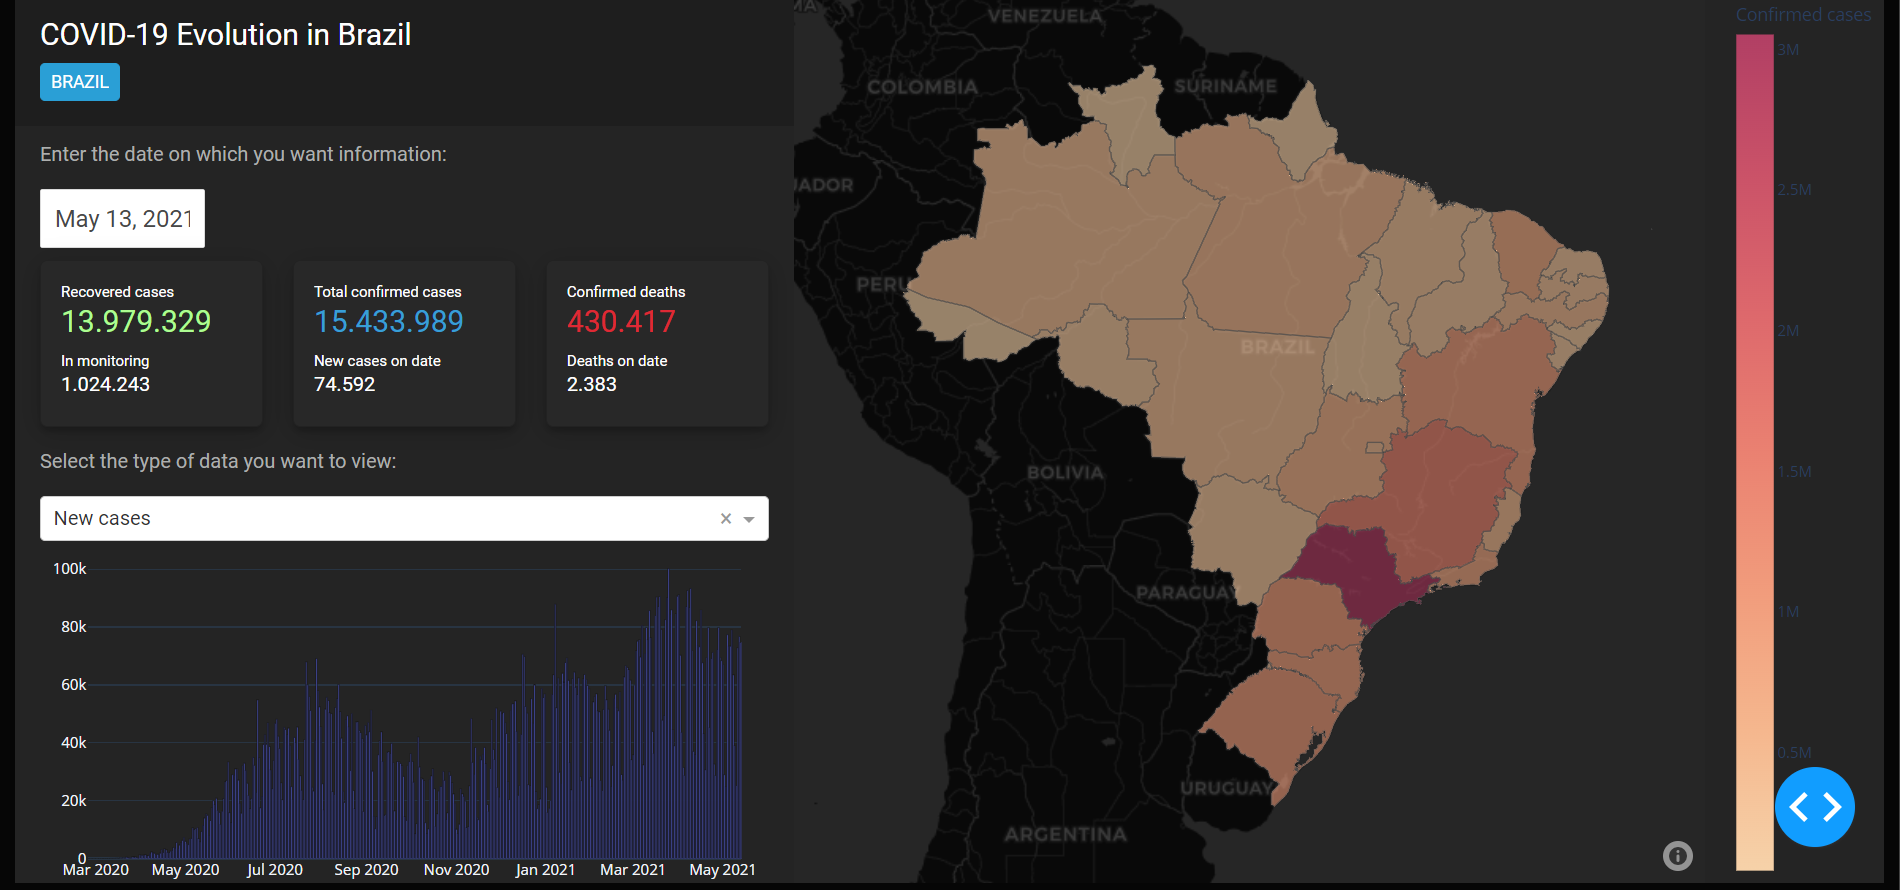 COVID-19 Evolution in Brazil
BRAZIL
Enter the date on which you want information:
May 13, 2021
Recovered cases
13.979.329
In monitoring
1.024.243
Total confirmed cases
15.433.989
New cases on date
74.592
Confirmed deaths
430.417
Deaths on date
2.383
Select the type of data you want to view:
New cases
100k
80k
60k
40k
20k
0
Mar 2020
May 2020
Jul 2020
Sep 2020
Nov 2020
Jan 2021
Mar 2021
May 2021
VENEZUELA
COLOMBIA
SURINAME
UADOR
PERU
BRAZIL
BOLIVIA
PARAGUAY
URUGUAY
ARGENTINA
Confirmed cases
3M
2.5M
2M
1.5M
1M
0.5M